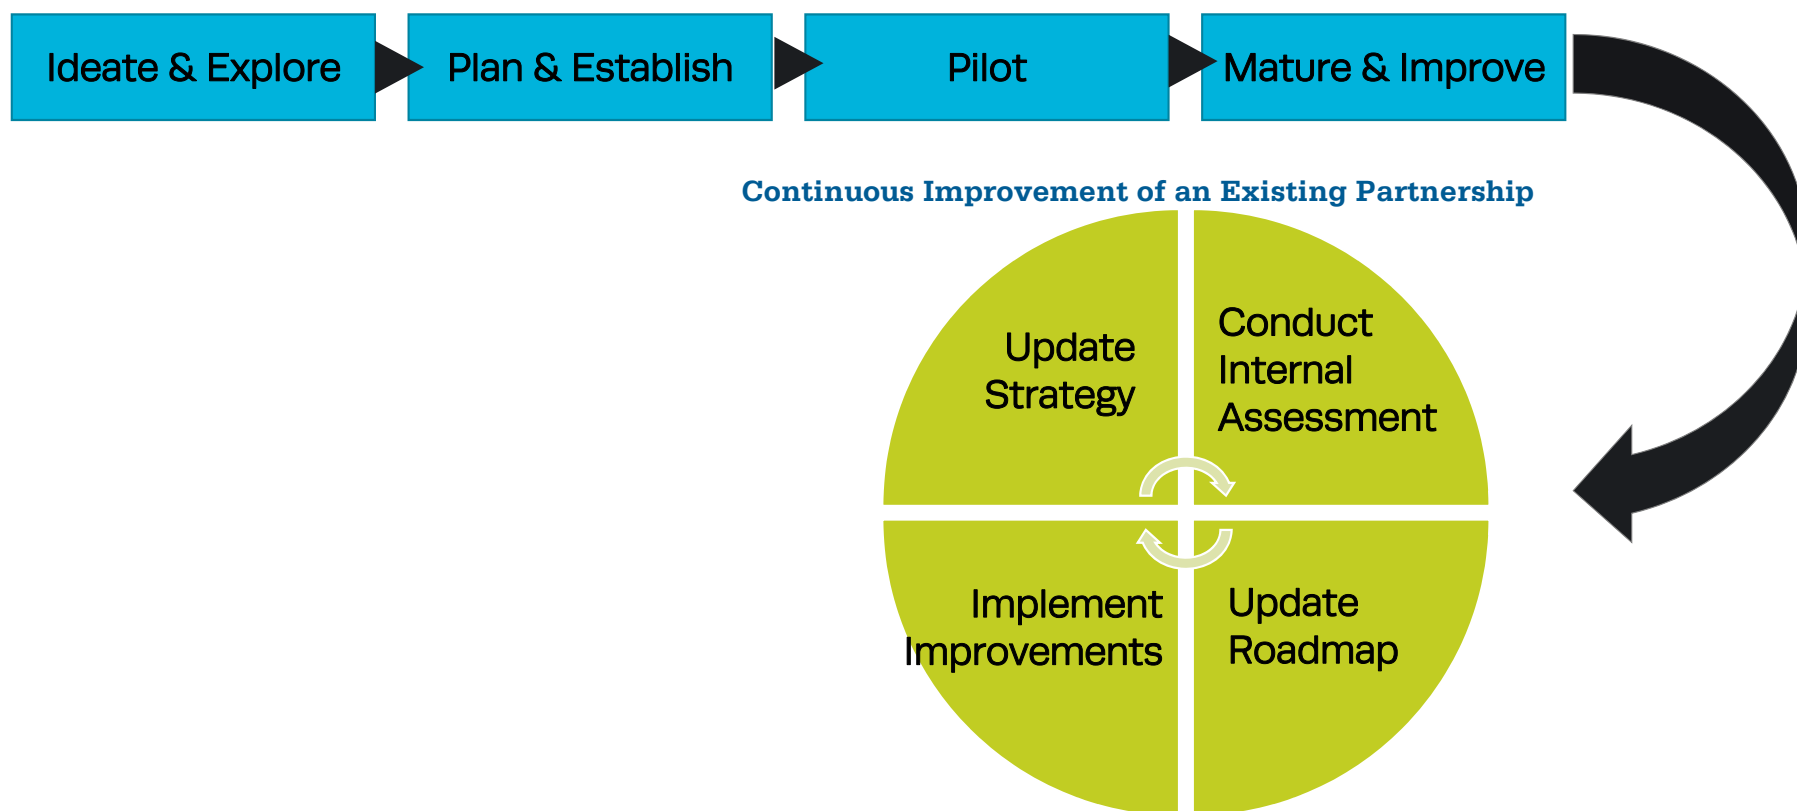 Ideate & Explore
Plan & Establish
Pilot
Mature & Improve
Continuous Improvement of an Existing Partnership
Update
Strategy
Conduct
Internal
Assessment
Implement
Improvements
Update
Roadmap